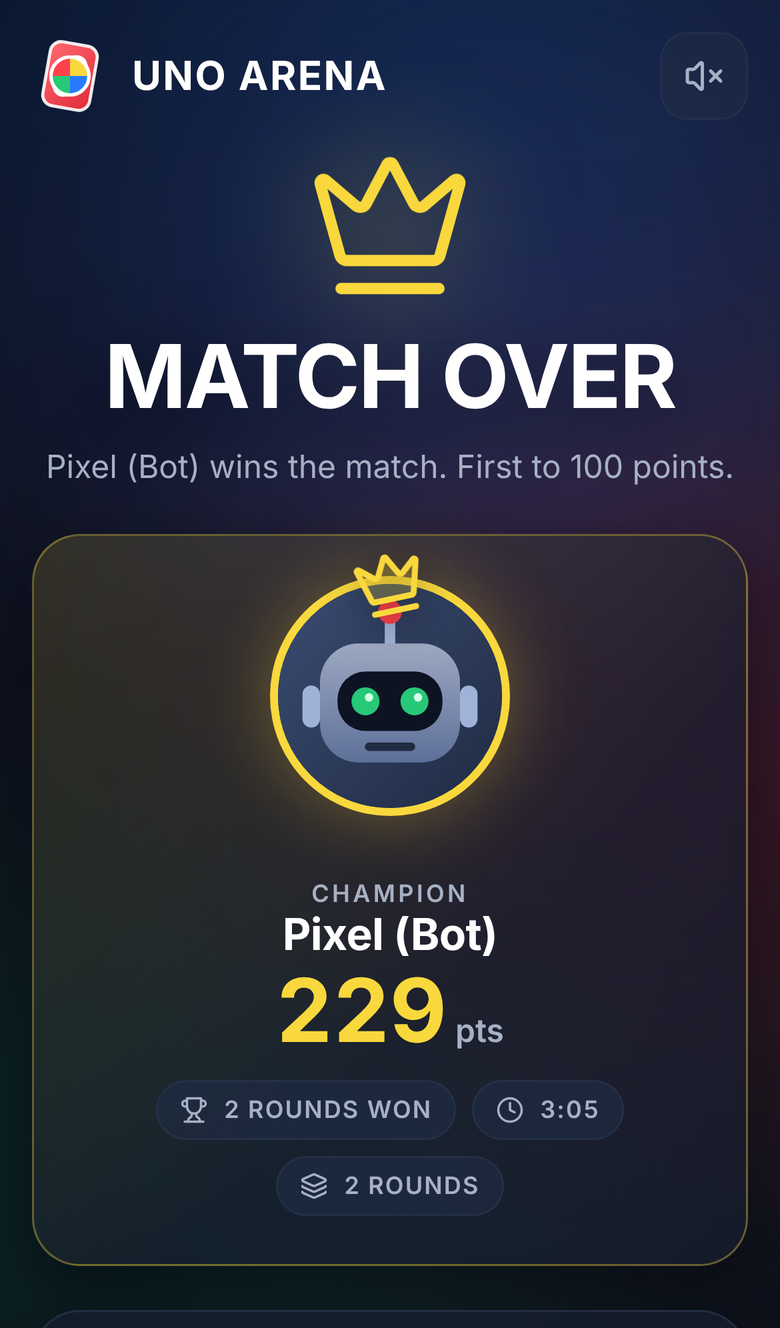 UNO ARENA
MATCH OVER
Pixel (Bot) wins the match. First to 100 points.
CHAMPION
Pixel (Bot)
229 pts
2 ROUNDS WON
3:05
2 ROUNDS